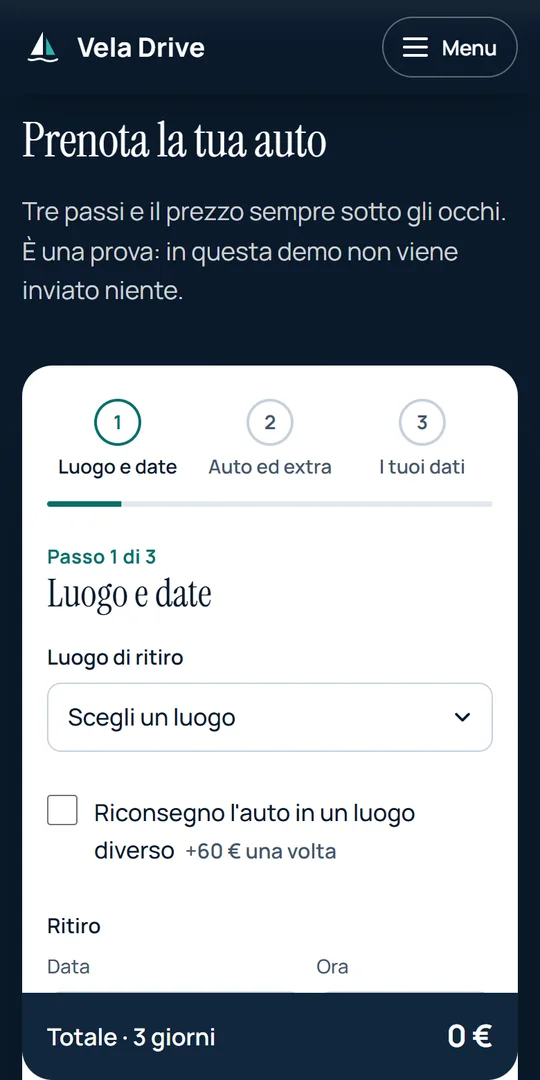 Vela Drive
Menu
Prenota la tua auto
Tre passi e il prezzo sempre sotto gli occhi.
È una prova: in questa demo non viene
inviato niente.
1
2
3
Luogo e date
Auto ed extra
I tuoi dati
Passo 1 di 3
Luogo e date
Luogo di ritiro
Scegli un luogo
Riconsegno l'auto in un luogo
diverso +60 € una volta
Ritiro
Data
Ora
Totale · 3 giorni
0 €